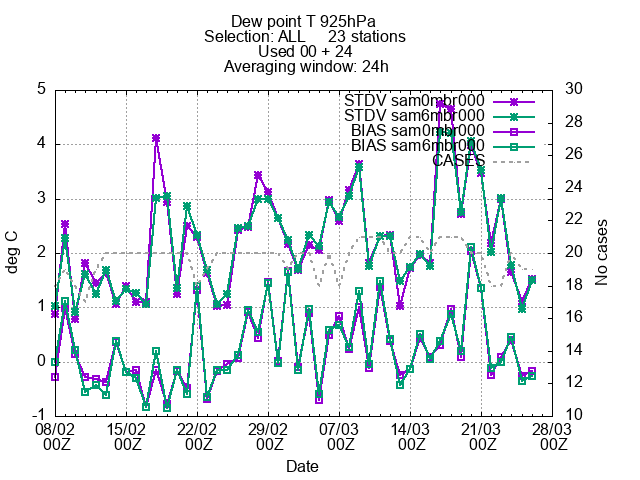 Dew point T 925hPa
Selection: ALL 23 stations
Used 00 + 24
Averaging window: 24h
STDV sam0mbr000
STDV sam6mbr000
BIAS sam0mbr000
BIAS sam6mbr000
CASES
deg C
5
4
3
2
1
0
-1
No cases
30
28
26
24
22
20
18
16
14
12
10
08/02 15/02 22/02 29/02 07/03 14/03 21/03 28/03
00Z 00Z 00Z 00Z 00Z 00Z 00Z 00Z
Date